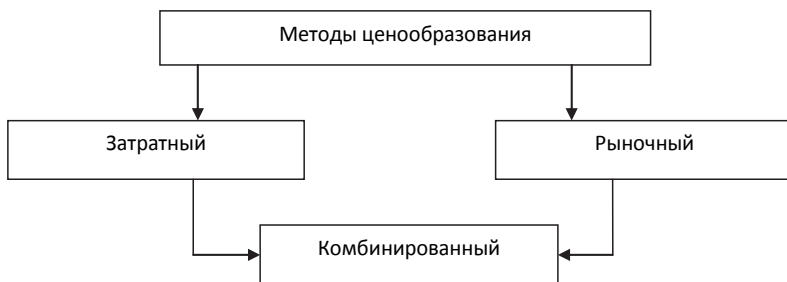 Методы ценообразования
Затратный
Рыночный
Комбинированный